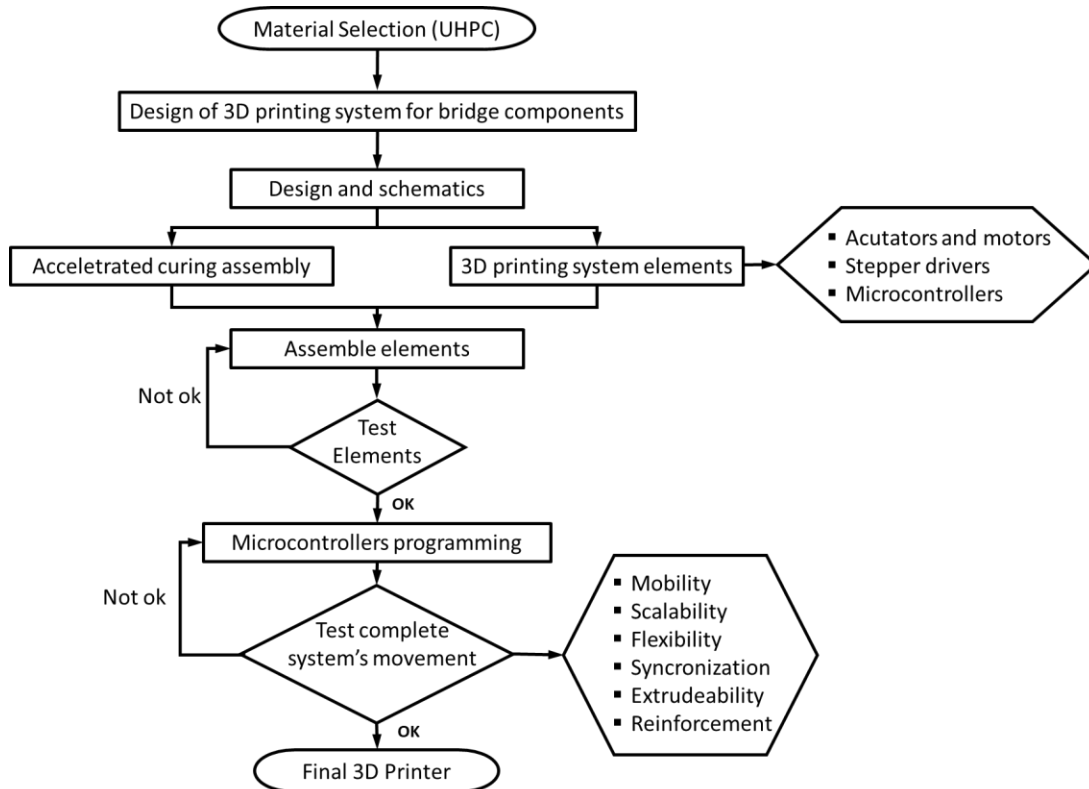 Material Selection (UHPC)
Design of 3D printing system for bridge components
Design and schematics
Acceletrated curing assembly
3D printing system elements
▪ Acutators and motors
▪ Stepper drivers
▪ Microcontrollers
Assemble elements
Not ok
Test
Elements
OK
Microcontrollers programming
Not ok
Test complete
system's movement
▪ Mobility
▪ Scalability
▪ Flexibility
▪ Syncronization
▪ Extrudeability
▪ Reinforcement
OK
Final 3D Printer